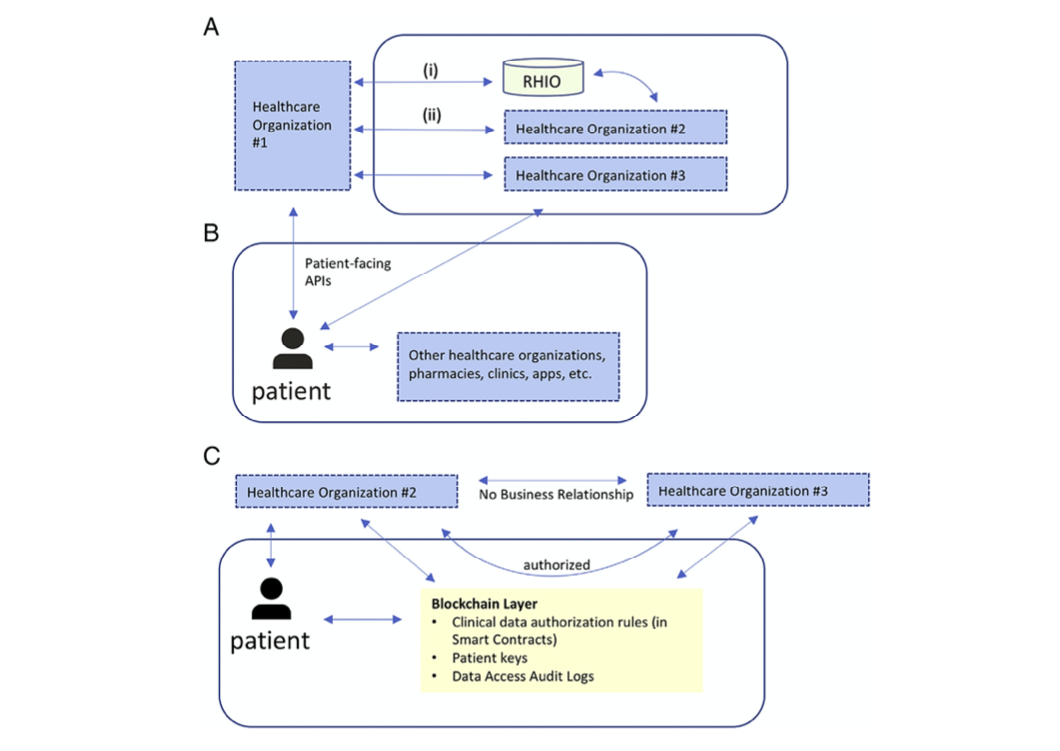 A
(i)
RHIO
Healthcare
Organization
#1
(ii)
Healthcare Organization #2
Healthcare Organization #3
B
Patient-facing
APIs
patient
Other healthcare organizations,
pharmacies, clinics, apps, etc.
C
Healthcare Organization #2
No Business Relationship
Healthcare Organization #3
authorized
patient
Blockchain Layer
• Clinical data authorization rules (in
Smart Contracts)
• Patient keys
• Data Access Audit Logs